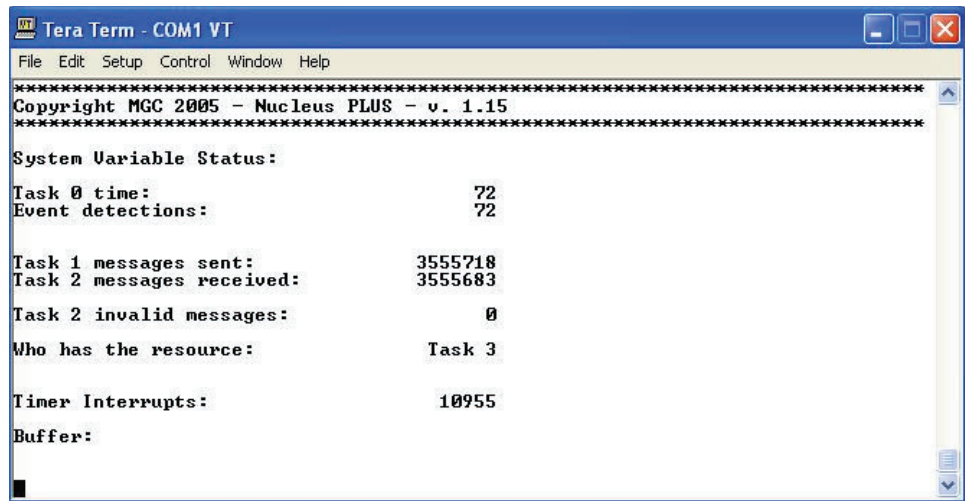 Tera Term - COM1 VT
File Edit Setup Control Window Help
********************************************************************************
Copyright MGC 2005 - Nucleus PLUS - v. 1.15
********************************************************************************
System Variable Status:
Task 0 time: 72
Event detections: 72
Task 1 messages sent: 3555718
Task 2 messages received: 3555683
Task 2 invalid messages: 0
Who has the resource: Task 3
Timer Interrupts: 10955
Buffer: